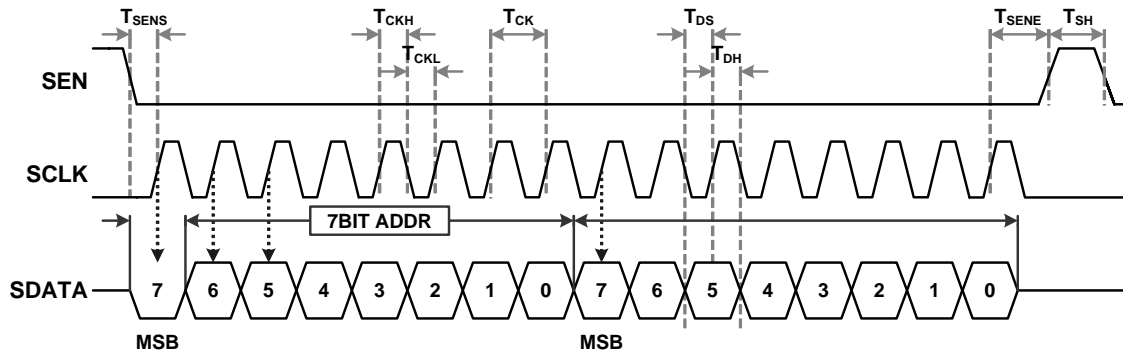 TSENS TCKH TCK TDS TSENE TSH
TCKL TDH
SEN
SCLK
7BIT ADDR
SDATA 7 6 5 4 3 2 1 0 7 6 5 4 3 2 1 0
MSB MSB